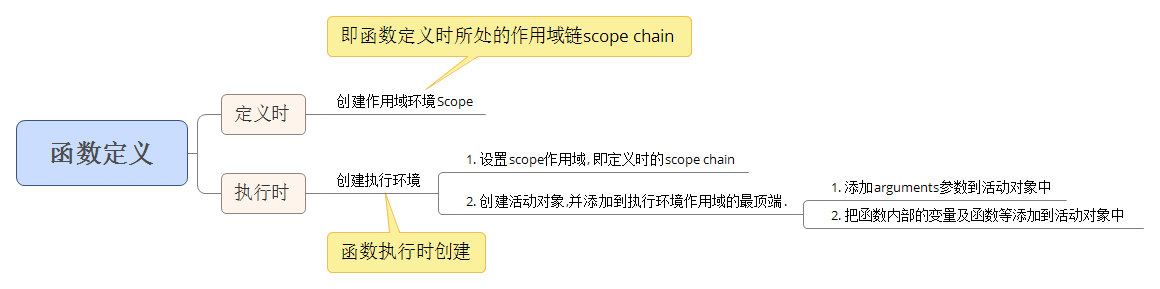 即函数定义时所处的作用域链scope chain
函数定义
定义时
创建作用域环境Scope
执行时
创建执行环境
1. 设置scope作用域, 即定义时的scope chain
2. 创建活动对象,并添加到执行环境作用域的最顶端.
1. 添加arguments参数到活动对象中
2. 把函数内部的变量及函数等添加到活动对象中
函数执行时创建